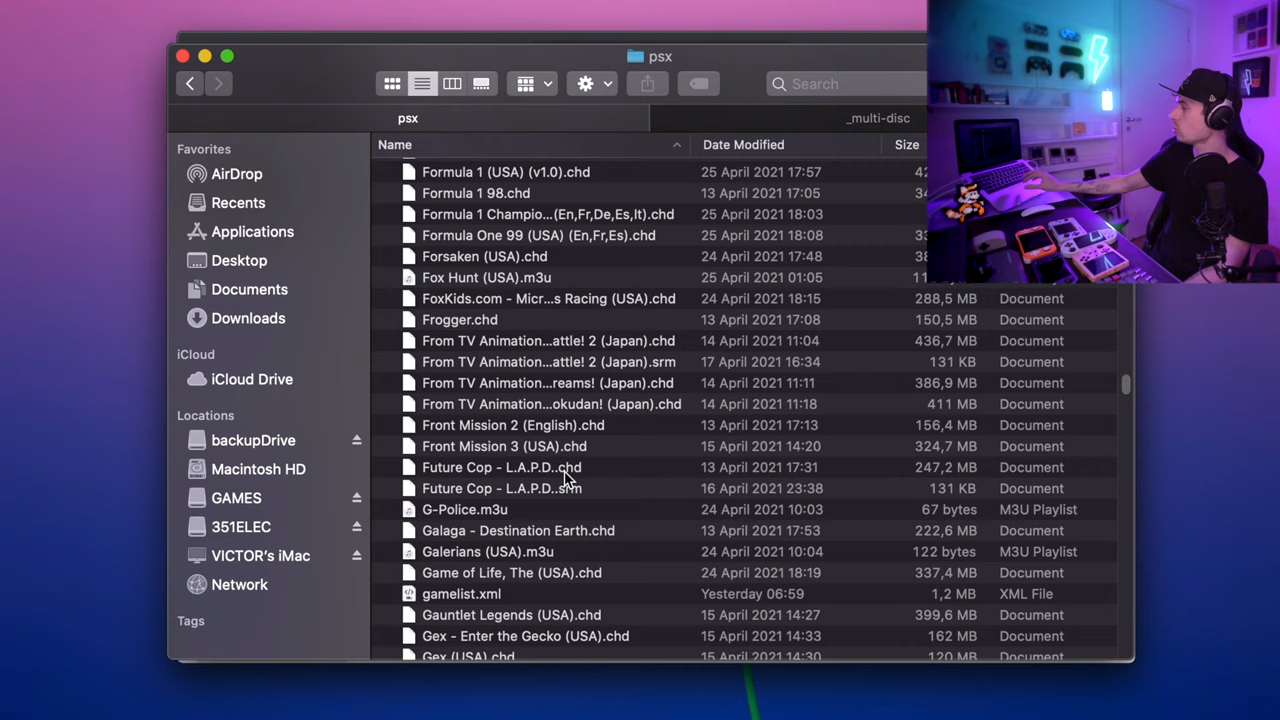 psx
Search
psx
_multi-disc
Favorites
AirDrop
Recents
Applications
Desktop
Documents
Downloads
iCloud
iCloud Drive
Locations
backupDrive
Macintosh HD
GAMES
351ELEC
VICTOR's iMac
Network
Tags
Name Date Modified Size
Formula 1 (USA) (v1.0).chd 25 April 2021 17:57
Formula 1 98.chd 13 April 2021 17:05
Formula 1 Champio...(En,Fr,De,Es,It).chd 25 April 2021 18:03
Formula One 99 (USA) (En,Fr,Es).chd 25 April 2021 18:08
Forsaken (USA).chd 24 April 2021 17:48
Fox Hunt (USA).m3u 25 April 2021 01:05
FoxKids.com - Micr...s Racing (USA).chd 24 April 2021 18:15 288,5 MB Document
Frogger.chd 13 April 2021 17:08 150,5 MB Document
From TV Animation...attle! 2 (Japan).chd 14 April 2021 11:04 436,7 MB Document
From TV Animation...attle! 2 (Japan).srm 17 April 2021 16:34 131 KB Document
From TV Animation...reams! (Japan).chd 14 April 2021 11:11 386,9 MB Document
From TV Animation...okudan! (Japan).chd 14 April 2021 11:18 411 MB Document
Front Mission 2 (English).chd 13 April 2021 17:13 156,4 MB Document
Front Mission 3 (USA).chd 15 April 2021 14:20 324,7 MB Document
Future Cop - L.A.P.D..chd 13 April 2021 17:31 247,2 MB Document
Future Cop - L.A.P.D..srm 16 April 2021 23:38 131 KB Document
G-Police.m3u 24 April 2021 10:03 67 bytes M3U Playlist
Galaga - Destination Earth.chd 13 April 2021 17:53 222,6 MB Document
Galerians (USA).m3u 24 April 2021 10:04 122 bytes M3U Playlist
Game of Life, The (USA).chd 24 April 2021 18:19 337,4 MB Document
gamelist.xml Yesterday 06:59 1,2 MB XML File
Gauntlet Legends (USA).chd 15 April 2021 14:27 399,6 MB Document
Gex - Enter the Gecko (USA).chd 15 April 2021 14:33 162 MB Document
Gex (USA).chd 15 April 2021 14:30 120 MB Document